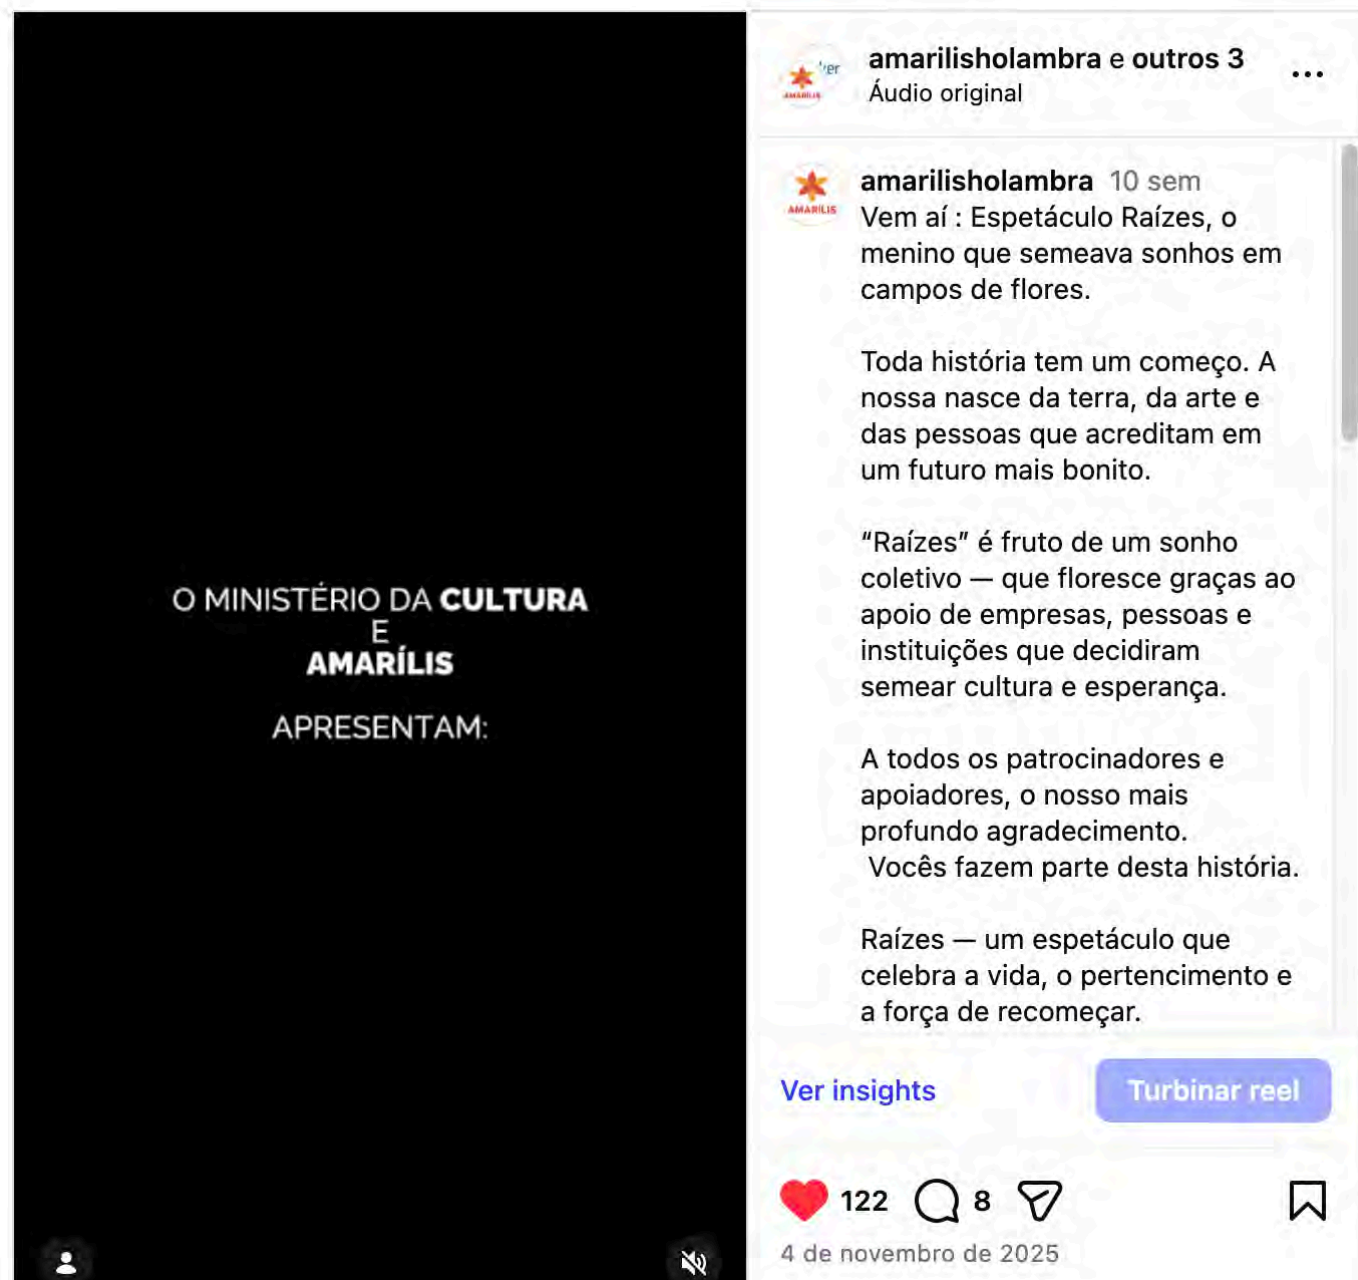 O MINISTÉRIO DA CULTURA
E
AMARÍLIS
APRESENTAM:
amarilisholambra e outros 3
Áudio original
AMARILIS
amarilisholambra 10 sem
AMARILIS
Vem aí : Espetáculo Raízes, o
menino que semeava sonhos em
campos de flores.
Toda história tem um começo. A
nossa nasce da terra, da arte e
das pessoas que acreditam em
um futuro mais bonito.
“Raízes” é fruto de um sonho
coletivo — que floresce graças ao
apoio de empresas, pessoas e
instituições que decidiram
semear cultura e esperança.
A todos os patrocinadores e
apoiadores, o nosso mais
profundo agradecimento.
Vocês fazem parte desta história.
Raízes — um espetáculo que
celebra a vida, o pertencimento e
a força de recomeçar.
Ver insights
Turbinar reel
122 8
4 de novembro de 2025